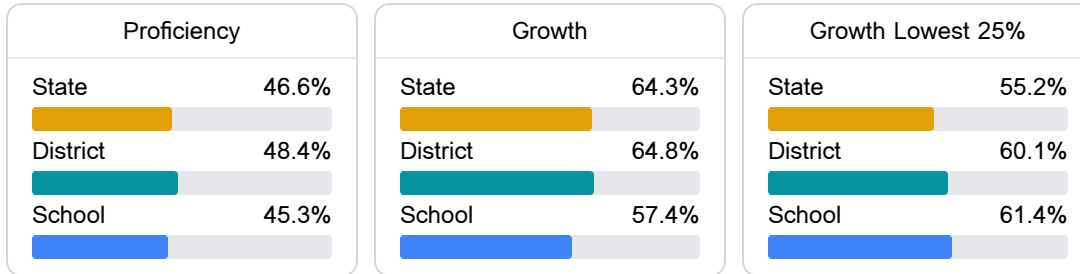 Proficiency
State 46.6%
District 48.4%
School 45.3%
Growth
State 64.3%
District 64.8%
School 57.4%
Growth Lowest 25%
State 55.2%
District 60.1%
School 61.4%